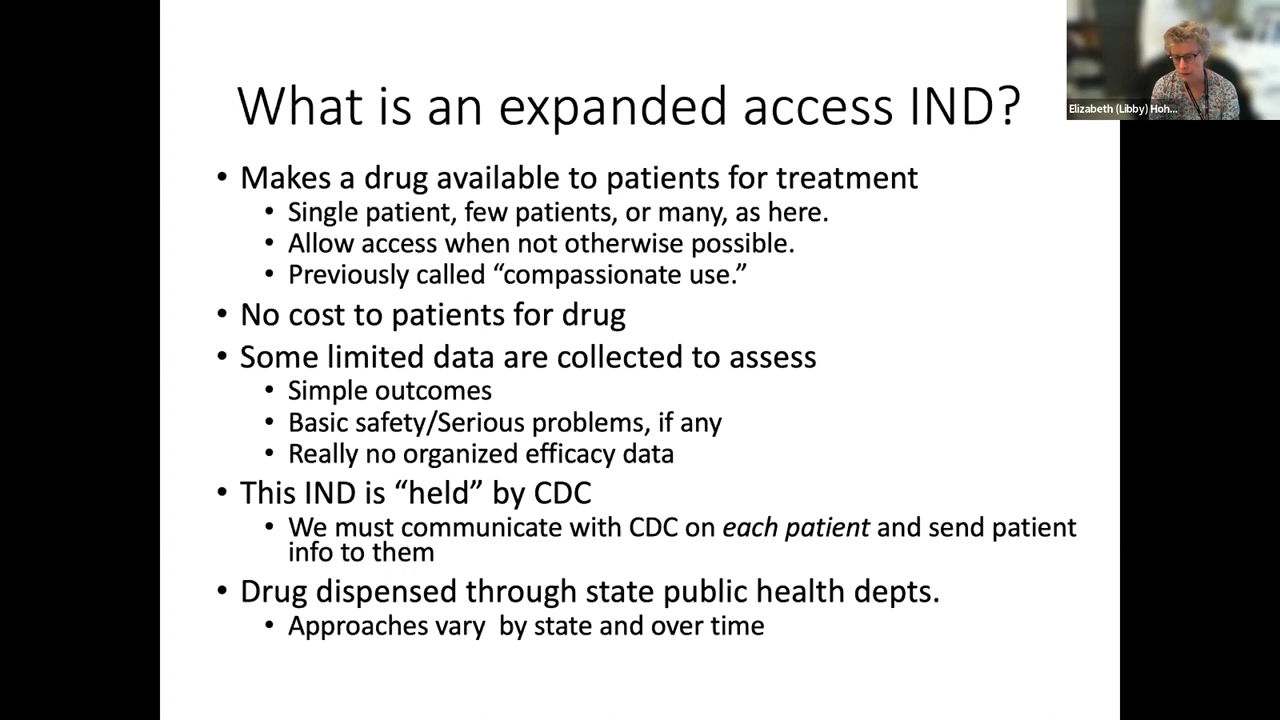 What is an expanded access IND?
• Makes a drug available to patients for treatment
• Single patient, few patients, or many, as here.
• Allow access when not otherwise possible.
• Previously called “compassionate use.”
• No cost to patients for drug
• Some limited data are collected to assess
• Simple outcomes
• Basic safety/Serious problems, if any
• Really no organized efficacy data
• This IND is “held” by CDC
• We must communicate with CDC on each patient and send patient
info to them
• Drug dispensed through state public health depts.
• Approaches vary  by state and over time
Elizabeth (Libby) Hoh...